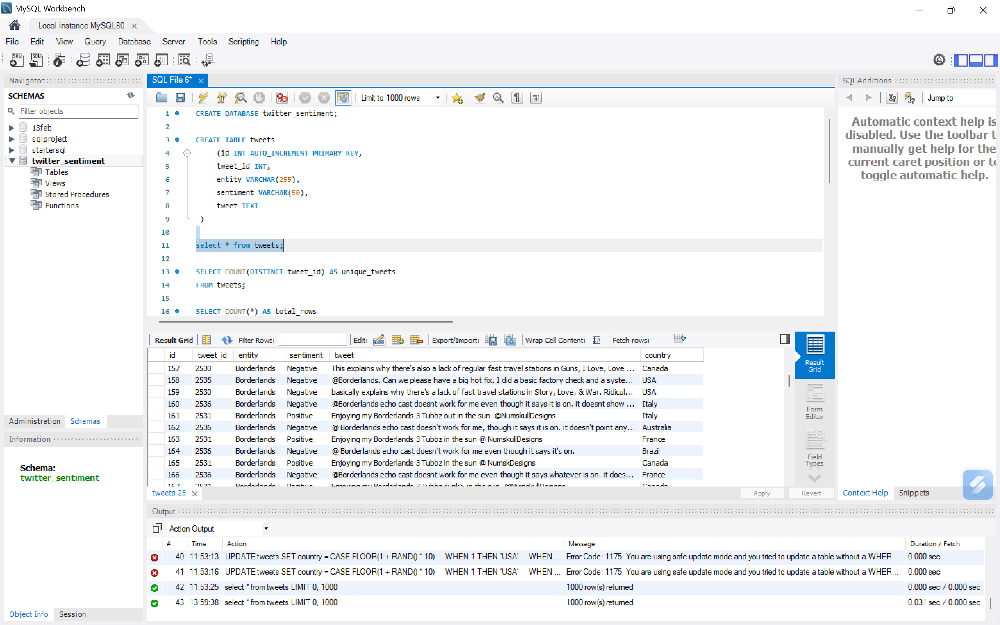 MySQL Workbench
Local instance MySQL80
File Edit View Query Database Server Tools Scripting Help
Navigator
SCHEMAS
Filter objects
13feb
sqlproject
startersql
twitter_sentiment
Tables
Views
Stored Procedures
Functions
Administration Schemas
Information
Schema:
twitter_sentiment
Object Info Session
SQL File 6*
Limit to 1000 rows
1 CREATE DATABASE twitter_sentiment;
2
3 CREATE TABLE tweets
4 (id INT AUTO_INCREMENT PRIMARY KEY,
5 tweet_id INT,
6 entity VARCHAR(255),
7 sentiment VARCHAR(50),
8 tweet TEXT
9 )
10
11 select * from tweets;
12
13 SELECT COUNT(DISTINCT tweet_id) AS unique_tweets
14 FROM tweets;
15
16 SELECT COUNT(*) AS total_rows
Result Grid Filter Rows: Edit: Export/Import: Wrap Cell Content: Fetch rows:
id tweet_id entity sentiment tweet country
157 2530 Borderlands Negative This explains why there's also a lack of regular fast travel stations in Guns, I Love, Love ... Canada
158 2535 Borderlands Negative @Borderlands. Can we please have a big hot fix. I did a basic factory check and a syste... USA
159 2530 Borderlands Negative basically explains why there's a lack of fast travel stations in Story, Love, & War. Ridicul... USA
160 2536 Borderlands Negative @Borderlands echo cast doesnt work for me even though it says it is on. it doesnt show ... Italy
161 2531 Borderlands Positive Enjoying my Borderlands 3 Tubbz out in the sun @NumskullDesigns Italy
162 2536 Borderlands Negative @ Borderlands echo cast doesn't work for me, though it says it is on. it doesn't point any... Australia
163 2531 Borderlands Positive Enjoying my Borderlands 3 Tubbz in the sun @ NumskullDesigns France
164 2536 Borderlands Negative @ Borderlands echo cast doesn't work for me even though it says it's on. Brazil
165 2531 Borderlands Positive Enjoying my Borderlands 3 Tubbz in the sun @ NumskDesigns Canada
166 2536 Borderlands Negative @Borderlands echo cast doesnt work for me even though it says whatever is on. it does... France
167 2531 Borderlands Positive Enjoying my Borderlands 3 Tubbz <unk> in the sun @NumskullDesigns Canada
Result
Grid
Form
Editor
Field
Types
tweets 25
Apply Revert
SQLAdditions
Jump to
Automatic context help is
disabled. Use the toolbar t
manually get help for the
current caret position or to
toggle automatic help.
Context Help Snippets
Output
Action Output
# Time Action Message Duration / Fetch
40 11:53:13 UPDATE tweets SET country = CASE FLOOR(1 + RAND() * 10) WHEN 1 THEN 'USA' WHEN ... Error Code: 1175. You are using safe update mode and you tried to update a table without a WHER... 0.000 sec
41 11:53:16 UPDATE tweets SET country = CASE FLOOR(1 + RAND() * 10) WHEN 1 THEN 'USA' WHEN ... Error Code: 1175. You are using safe update mode and you tried to update a table without a WHER... 0.000 sec
42 11:53:25 select * from tweets LIMIT 0, 1000 1000 row(s) returned 0.000 sec / 0.000 sec
43 13:59:38 select * from tweets LIMIT 0, 1000 1000 row(s) returned 0.031 sec / 0.000 sec